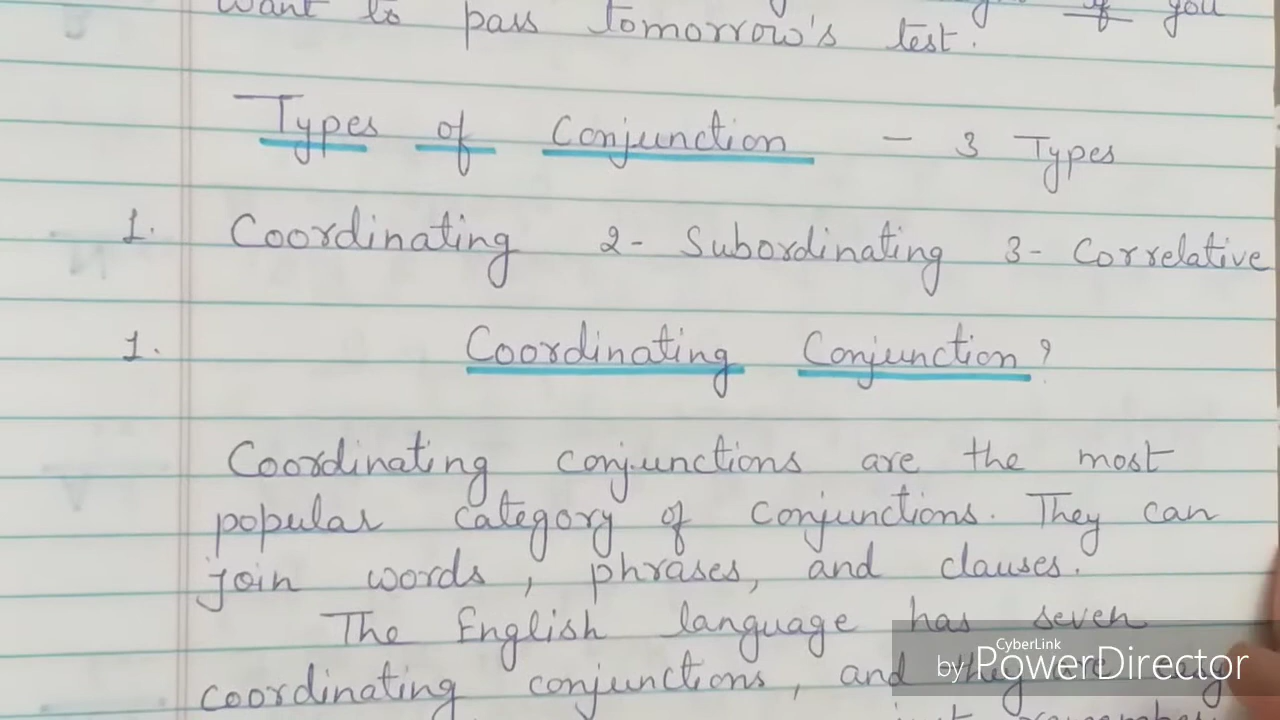 want to pass tomorrow's test.
Types of Conjunction - 3 Types
1. Coordinating 2- Subordinating 3- Correlative
1. Coordinating Conjunction?
Coordinating conjunctions are the most
popular category of conjunctions. They can
join words, phrases, and clauses.
The English language has seven
coordinating conjunctions, and they are
CyberLink
by PowerDirector